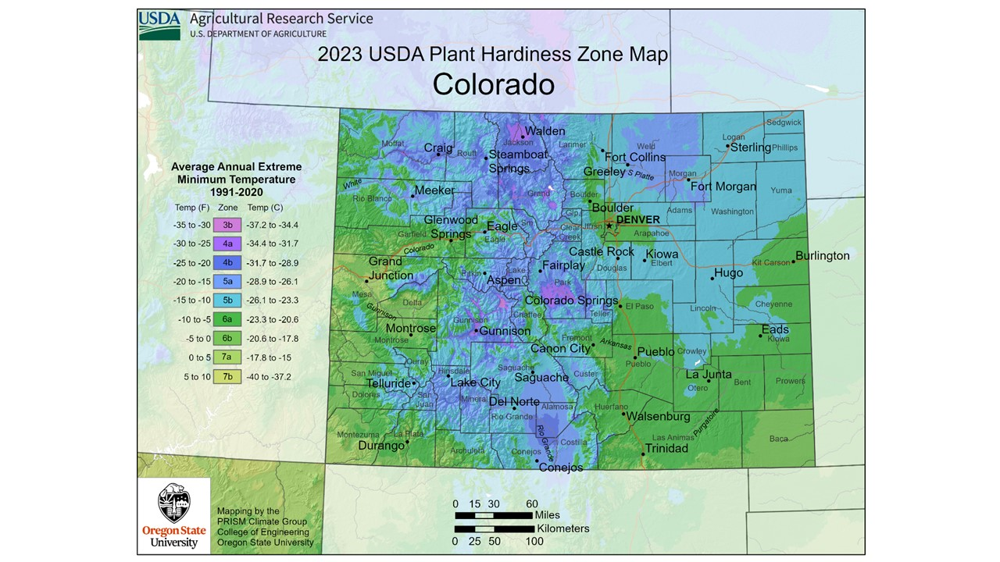 USDA Agricultural Research Service
U.S. DEPARTMENT OF AGRICULTURE
2023 USDA Plant Hardiness Zone Map
Colorado
Average Annual Extreme
Minimum Temperature
1991-2020
Temp (F) Zone Temp (C)
-35 to -30 3b -37.2 to -34.4
-30 to -25 4a -34.4 to -31.7
-25 to -20 4b -31.7 to -28.9
-20 to -15 5a -28.9 to -26.1
-15 to -10 5b -26.1 to -23.3
-10 to -5 6a -23.3 to -20.6
-5 to 0 6b -20.6 to -17.8
0 to 5 7a -17.8 to -15
5 to 10 7b -40 to -37.2
Sedgwick
Walden
Logan
Moffat
Craig
Routt
Jackson
Larimer
Weld
Sterling
Phillips
Steamboat
Springs
Fort Collins
Greeley
S Platte
Morgan
Fort Morgan
White
Rio Blanco
Meeker
Grand
Boulder
Yuma
Boulder
Adams
Washington
Glenwood
Springs
Eagle
Eagle
Sm
Glp
Clear
Creek
Jffrsn
DENVER
Arapahoe
Garfield
Colorado
Grand
Junction
Castle Rock
Kiowa
Burlington
Kit Carson
Pitkin
Aspen
Lake
Fairplay
Douglas
Elbert
Hugo
Park
Mesa
Delta
Gunnison
Gunnison
Chaffee
Colorado Springs
Teller
El Paso
Lincoln
Cheyenne
Montrose
Montrose
Gunnison
Fremont
Canon City
Arkansas
Pueblo
Pueblo
Crowley
Eads
Kiowa
Ouray
San Miguel
Telluride
Hinsdale
Lake City
Saguache
Saguache
Custer
La Junta
Otero
Bent
Prowers
Dolores
San
Juan
Mineral
Del Norte
Rio Grande
Alamosa
Huerfano
Walsenburg
Purgatoire
Montezuma
La Plata
Durango
Archuleta
Conejos
Rio Grande
Costilla
Conejos
Las Animas
Trinidad
Baca
Oregon State
University
Mapping by the
PRISM Climate Group
College of Engineering
Oregon State University
0 15 30 60
Miles
Kilometers
0 25 50 100